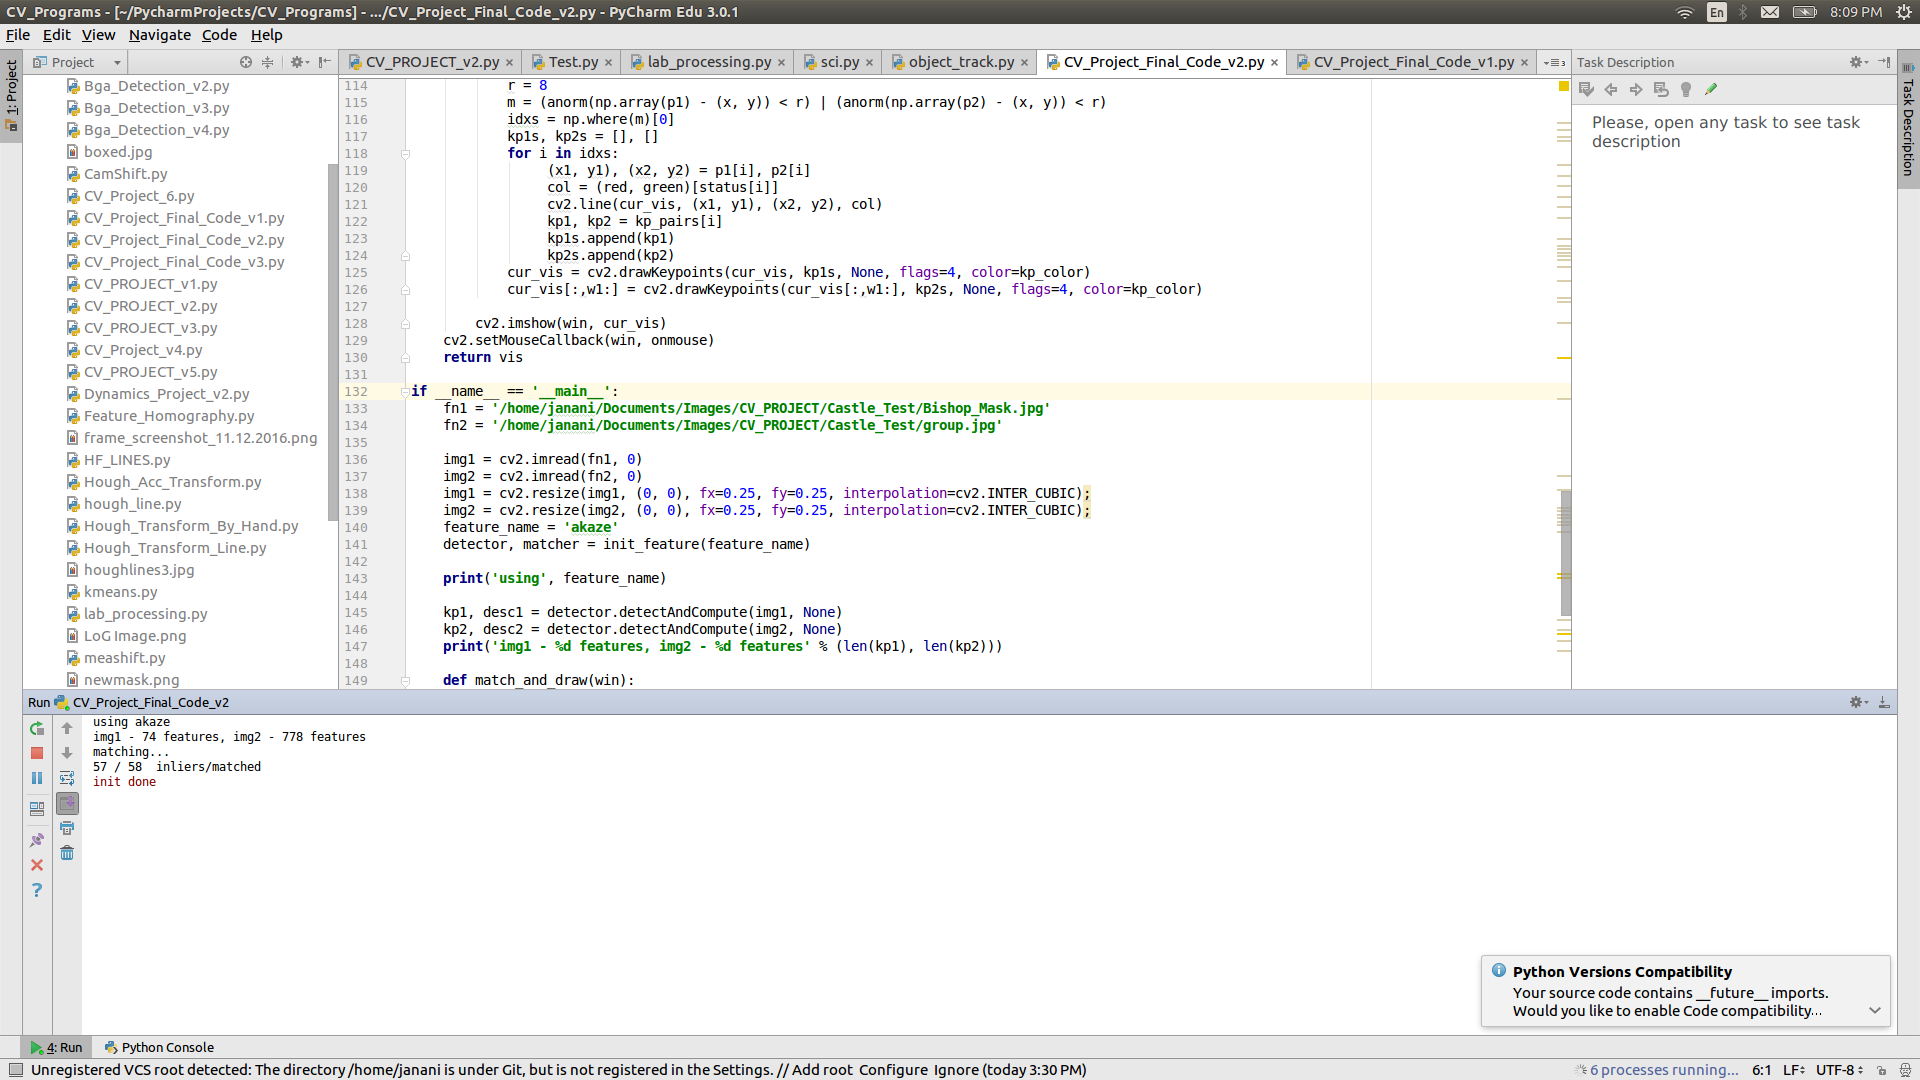 CV_Programs - [~/PycharmProjects/CV_Programs] - .../CV_Project_Final_Code_v2.py - PyCharm Edu 3.0.1
En
8:09 PM
File Edit View Navigate Code Help
1: Project
Project
CV_PROJECT_v2.py
Test.py
lab_processing.py
sci.py
object_track.py
CV_Project_Final_Code_v2.py
CV_Project_Final_Code_v1.py
Task Description
Task Description
Please, open any task to see task
description
Bga_Detection_v2.py
Bga_Detection_v3.py
Bga_Detection_v4.py
boxed.jpg
CamShift.py
CV_Project_6.py
CV_Project_Final_Code_v1.py
CV_Project_Final_Code_v2.py
CV_Project_Final_Code_v3.py
CV_PROJECT_v1.py
CV_PROJECT_v2.py
CV_PROJECT_v3.py
CV_Project_v4.py
CV_PROJECT_v5.py
Dynamics_Project_v2.py
Feature_Homography.py
frame_screenshot_11.12.2016.png
HF_LINES.py
Hough_Acc_Transform.py
hough_line.py
Hough_Transform_By_Hand.py
Hough_Transform_Line.py
houghlines3.jpg
kmeans.py
lab_processing.py
LoG Image.png
meashift.py
newmask.png
114 r = 8
115 m = (anorm(np.array(p1) - (x, y)) < r) | (anorm(np.array(p2) - (x, y)) < r)
116 idxs = np.where(m)[0]
117 kp1s, kp2s = [], []
118 for i in idxs:
119 (x1, y1), (x2, y2) = p1[i], p2[i]
120 col = (red, green)[status[i]]
121 cv2.line(cur_vis, (x1, y1), (x2, y2), col)
122 kp1, kp2 = kp_pairs[i]
123 kp1s.append(kp1)
124 kp2s.append(kp2)
125 cur_vis = cv2.drawKeypoints(cur_vis, kp1s, None, flags=4, color=kp_color)
126 cur_vis[:,w1:] = cv2.drawKeypoints(cur_vis[:,w1:], kp2s, None, flags=4, color=kp_color)
127
128 cv2.imshow(win, cur_vis)
129 cv2.setMouseCallback(win, onmouse)
130 return vis
131
132 if __name__ == '__main__':
133 fn1 = '/home/janani/Documents/Images/CV_PROJECT/Castle_Test/Bishop_Mask.jpg'
134 fn2 = '/home/janani/Documents/Images/CV_PROJECT/Castle_Test/group.jpg'
135
136 img1 = cv2.imread(fn1, 0)
137 img2 = cv2.imread(fn2, 0)
138 img1 = cv2.resize(img1, (0, 0), fx=0.25, fy=0.25, interpolation=cv2.INTER_CUBIC);
139 img2 = cv2.resize(img2, (0, 0), fx=0.25, fy=0.25, interpolation=cv2.INTER_CUBIC);
140 feature_name = 'akaze'
141 detector, matcher = init_feature(feature_name)
142
143 print('using', feature_name)
144
145 kp1, desc1 = detector.detectAndCompute(img1, None)
146 kp2, desc2 = detector.detectAndCompute(img2, None)
147 print('img1 - %d features, img2 - %d features' % (len(kp1), len(kp2)))
148
149 def match_and_draw(win):
Run CV_Project_Final_Code_v2
using akaze
img1 - 74 features, img2 - 778 features
matching...
57 / 58 inliers/matched
init done
Python Versions Compatibility
Your source code contains __future__ imports.
Would you like to enable Code compatibility...
4: Run
Python Console
Unregistered VCS root detected: The directory /home/janani is under Git, but is not registered in the Settings. // Add root Configure Ignore (today 3:30 PM)
6 processes running...
6:1
LF
UTF-8